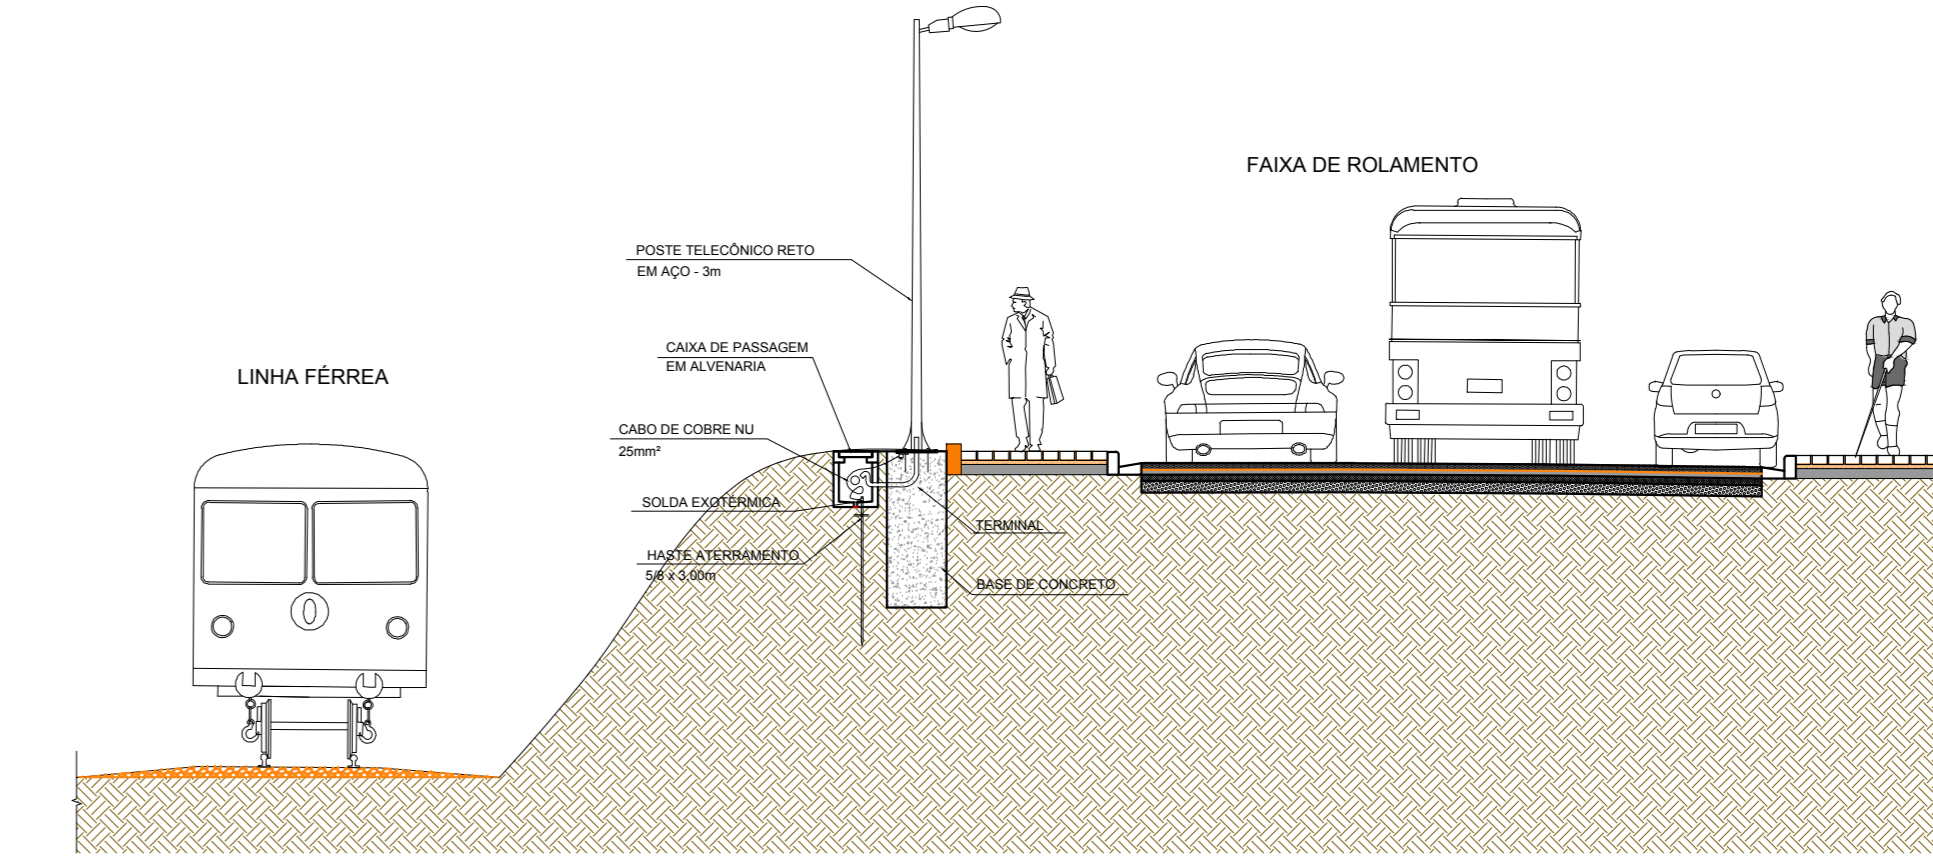 FAIXA DE ROLAMENTO
POSTE TELECÔNICO RETO
EM AÇO - 3m
CAIXA DE PASSAGEM
EM ALVENARIA
LINHA FÉRREA
CABO DE COBRE NU
25mm²
SOLDA EXOTÉRMICA
TERMINAL
HASTE ATERRAMENTO
5/8 x 3,00m
BASE DE CONCRETO